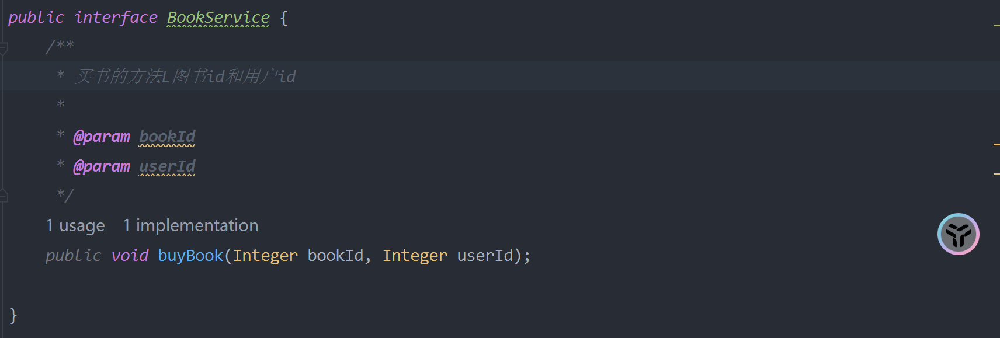 public interface BookService {
/**
* 买书的方法L图书id和用户id
*
* @param bookId
* @param userId
*/
1 usage 1 implementation
public void buyBook(Integer bookId, Integer userId);
}